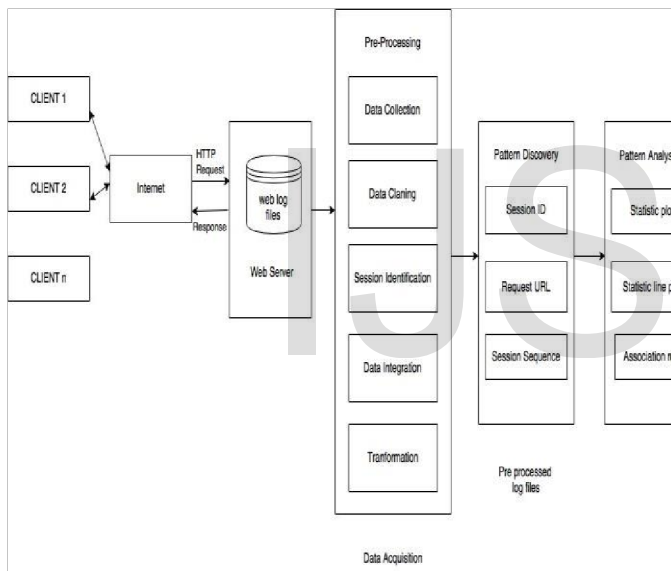 CLIENT 1
CLIENT 2
CLIENT n
Internet
HTTP
Request
Response
web log
files
Web Server
Pre-Processing
Data Collection
Data Claning
Session Identification
Data Integration
Tranformation
Data Acquisition
Pattern Discovery
Session ID
Request URL
Session Sequence
Pre processed
log files
Pattern Analys
Statistic plo
Statistic line p
Association
IJS